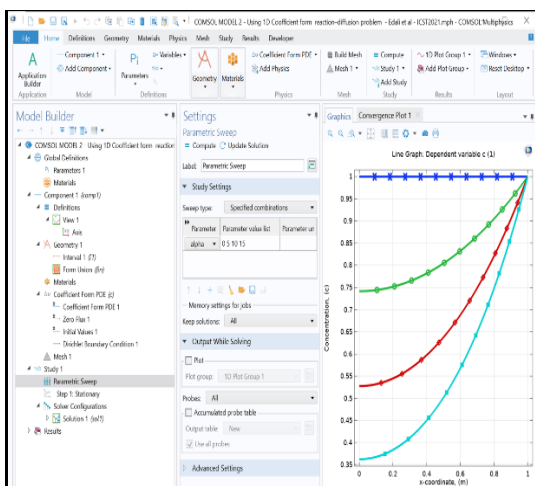 COMSOL MODEL 2 - Using 1D Coefficient form reaction-diffusion problem - Edali et al - ICST2021.mph - COMSOL Multiphysics
File Home Definitions Geometry Materials Physics Mesh Study Results Developer
Application Builder
Application
Component 1
Add Component
Model
Pi
Parameters
Variables
Definitions
Geometry
Materials
Coefficient Form PDE
Add Physics
Physics
Build Mesh
Mesh 1
Mesh
Compute
Study 1
Add Study
Study
1D Plot Group 1
Add Plot Group
Results
Windows
Reset Desktop
Layout
Model Builder
COMSOL MODEL 2 - Using 1D Coefficient form reaction
Global Definitions
Parameters 1
Materials
Component 1 (comp1)
Definitions
View 1
Axis
Geometry 1
Interval 1 (i1)
Form Union (fin)
Materials
Coefficient Form PDE (c)
Coefficient Form PDE 1
Zero Flux 1
Initial Values 1
Dirichlet Boundary Condition 1
Mesh 1
Study 1
Parametric Sweep
Step 1: Stationary
Solver Configurations
Solution 1 (sol1)
Results
Settings
Parametric Sweep
Compute Update Solution
Label: Parametric Sweep
Study Settings
Sweep type: Specified combinations
Parameter Parameter value list Parameter un
alpha 0 5 10 15
Memory settings for jobs
Keep solutions: All
Output While Solving
Plot
Plot group: 1D Plot Group 1
Probes: All
Accumulated probe table
Output table: New
Use all probes
Advanced Settings
Graphics Convergence Plot 1
Line Graph: Dependent variable c (1)
Concentration, (c)
1
0.95
0.9
0.85
0.8
0.75
0.7
0.65
0.6
0.55
0.5
0.45
0.4
0.35
0 0.2 0.4 0.6 0.8 1
x-coordinate, (m)